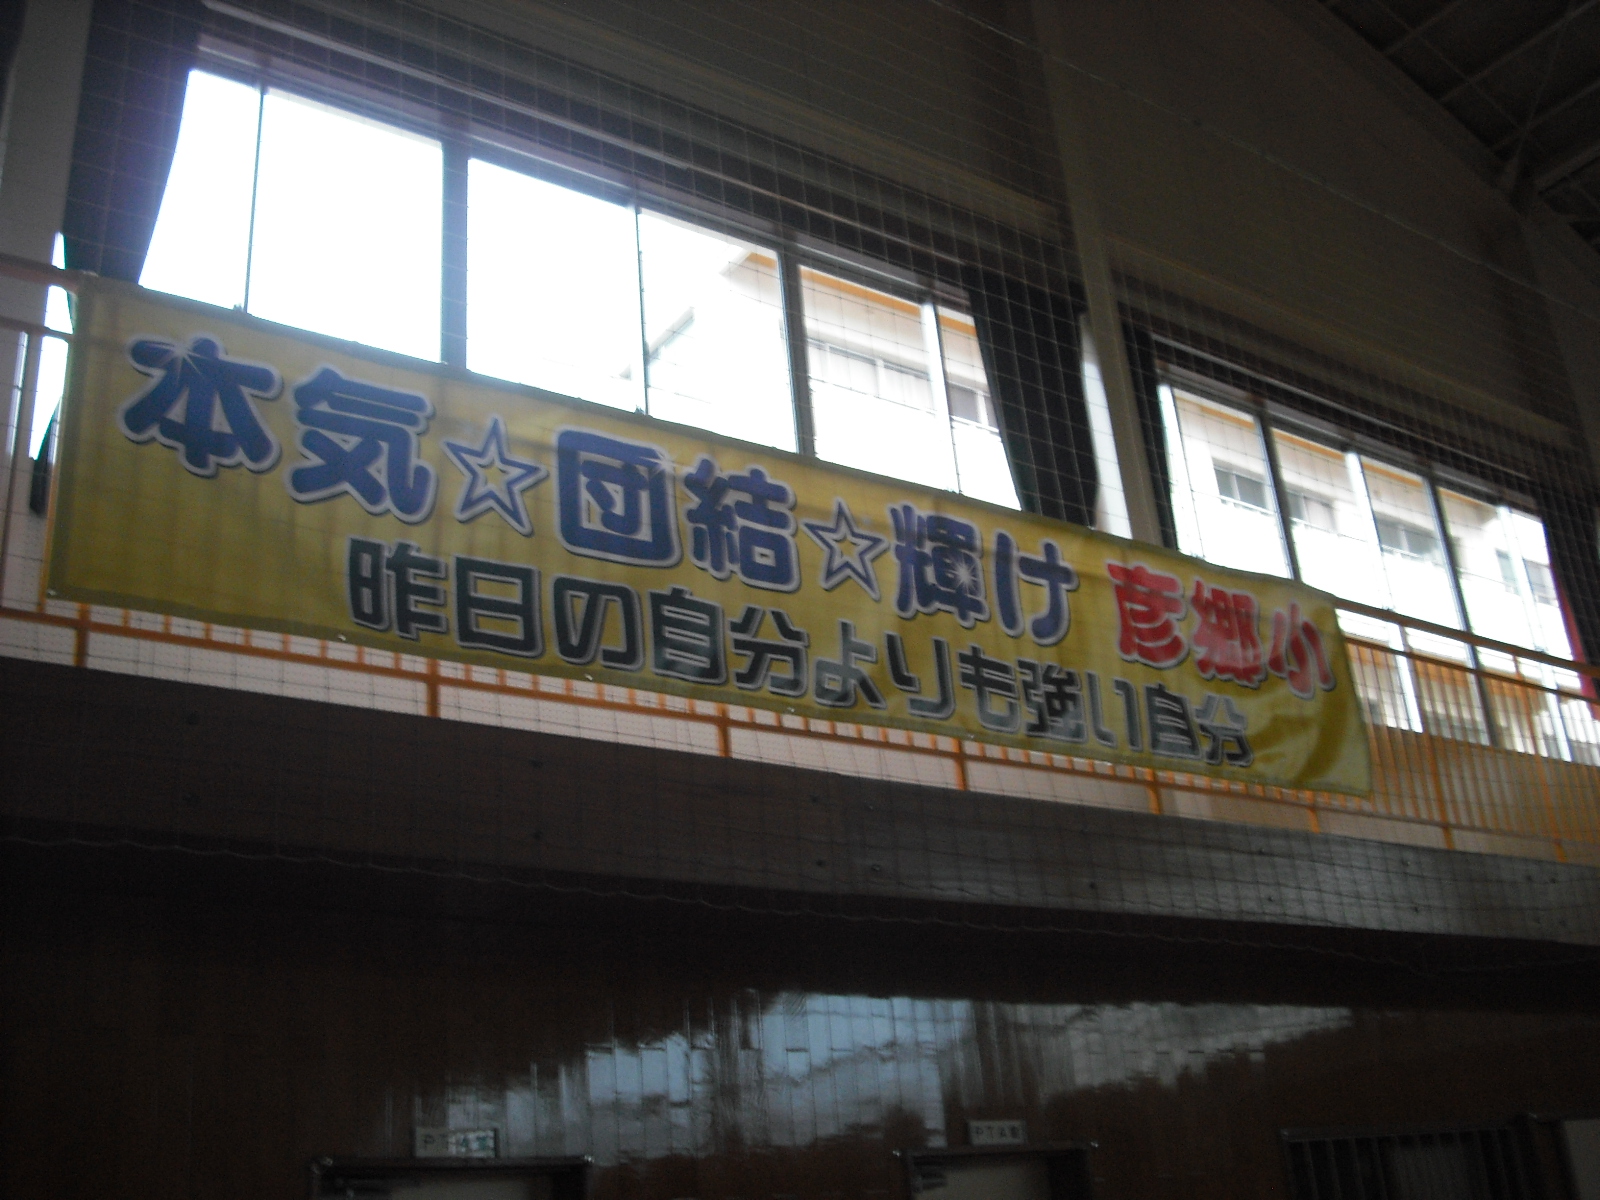 本気☆団結☆輝け 彦郷小
昨日の自分よりも強い自分